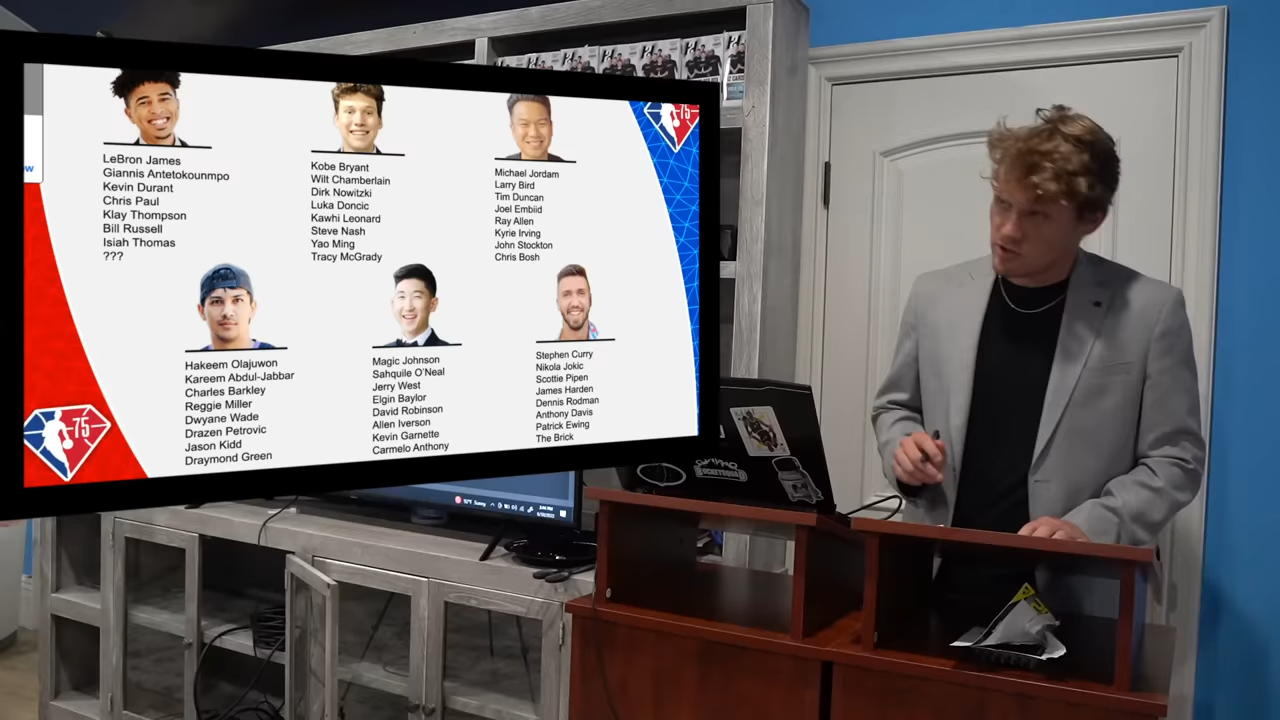 LeBron James
Giannis Antetokounmpo
Kevin Durant
Chris Paul
Klay Thompson
Bill Russell
Isiah Thomas
???
Kobe Bryant
Wilt Chamberlain
Dirk Nowitzki
Luka Doncic
Kawhi Leonard
Steve Nash
Yao Ming
Tracy McGrady
Michael Jordam
Larry Bird
Tim Duncan
Joel Embiid
Ray Allen
Kyrie Irving
John Stockton
Chris Bosh
75
Hakeem Olajuwon
Kareem Abdul-Jabbar
Charles Barkley
Reggie Miller
Dwyane Wade
Drazen Petrovic
Jason Kidd
Draymond Green
Magic Johnson
Sahquile O'Neal
Jerry West
Elgin Baylor
David Robinson
Allen Iverson
Kevin Garnette
Carmelo Anthony
Stephen Curry
Nikola Jokic
Scottie Pipen
James Harden
Dennis Rodman
Anthony Davis
Patrick Ewing
The Brick
75
Sunny